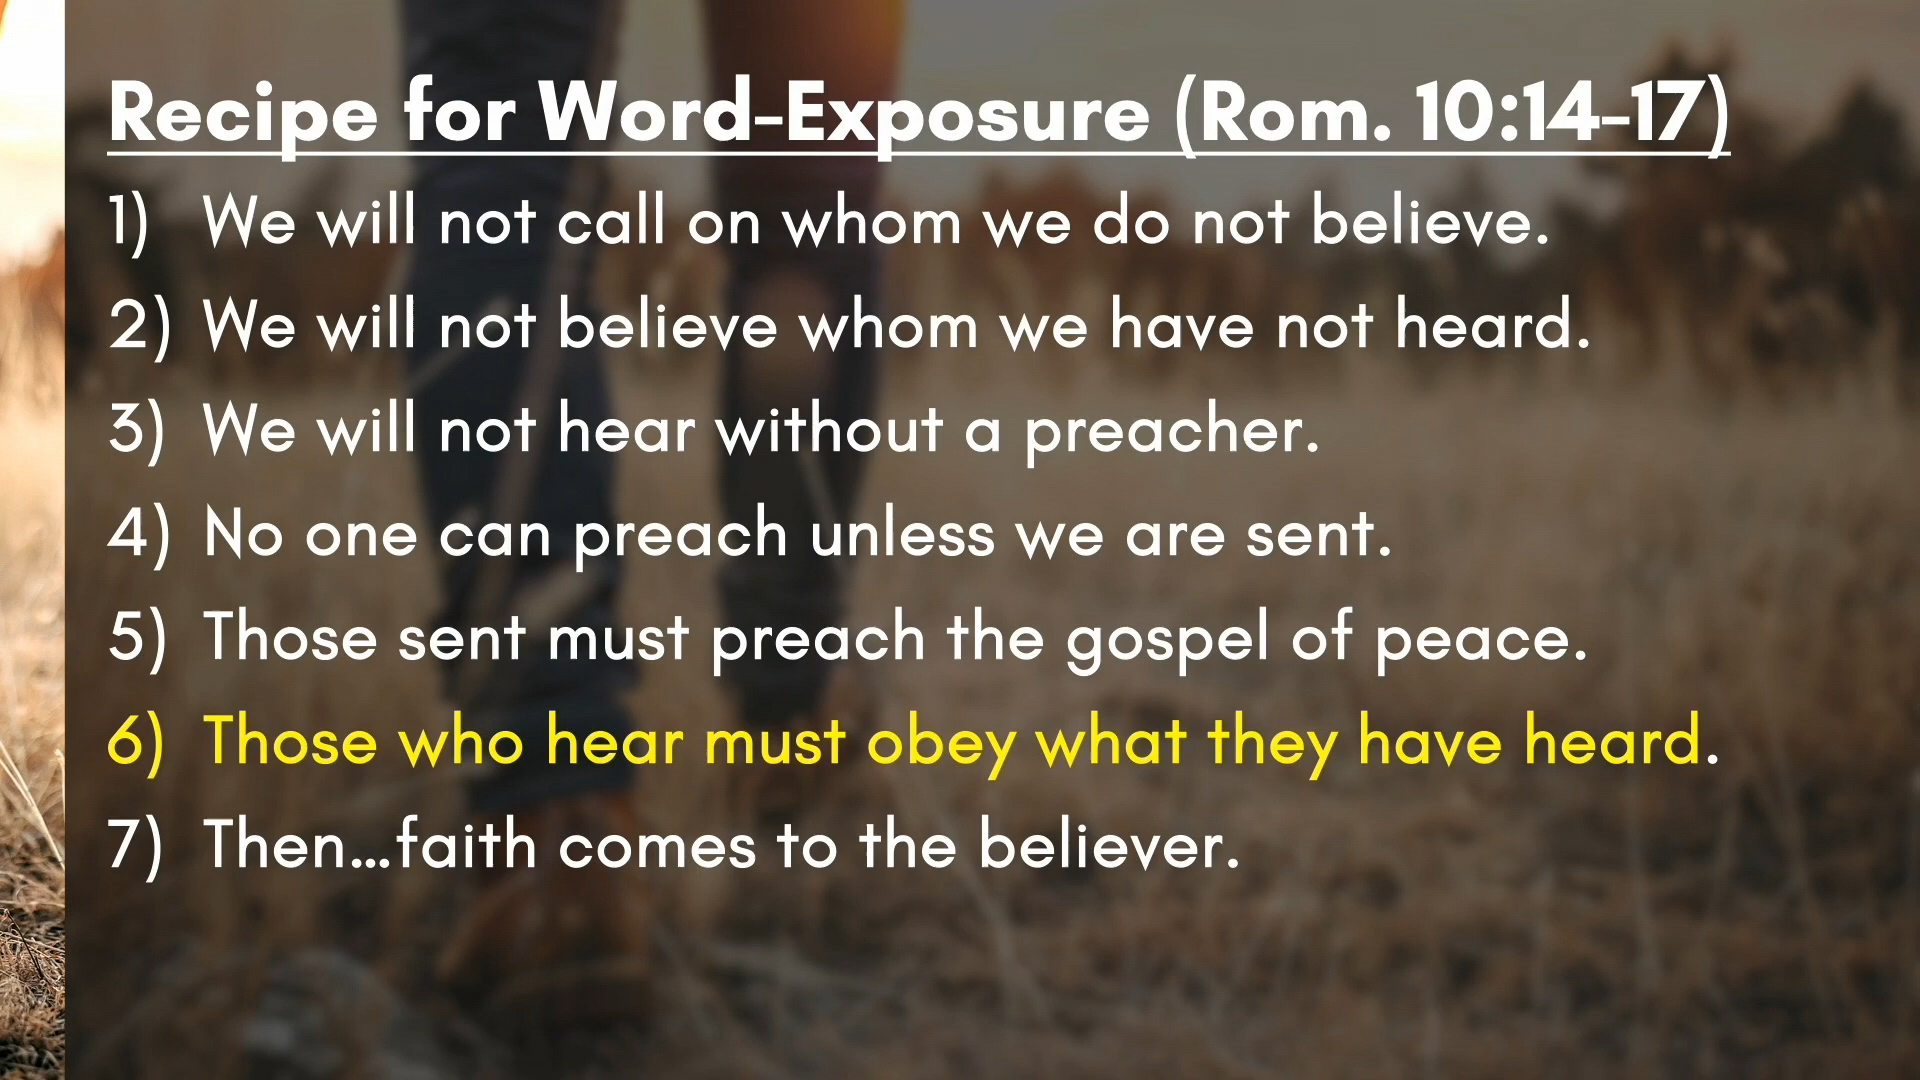 Recipe for Word-Exposure (Rom. 10:14-17)
1) We will not call on whom we do not believe.
2) We will not believe whom we have not heard.
3) We will not hear without a preacher.
4) No one can preach unless we are sent.
5) Those sent must preach the gospel of peace.
6) Those who hear must obey what they have heard.
7) Then...faith comes to the believer.